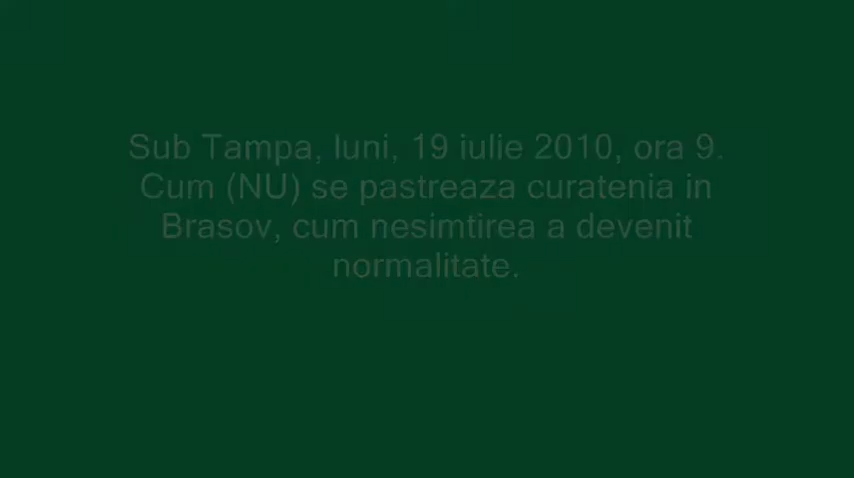 Sub Tampa, luni, 19 iulie 2010, ora 9.
Cum (NU) se pastreaza curatenia in
Brasov, cum nesimtirea a devenit
normalitate.